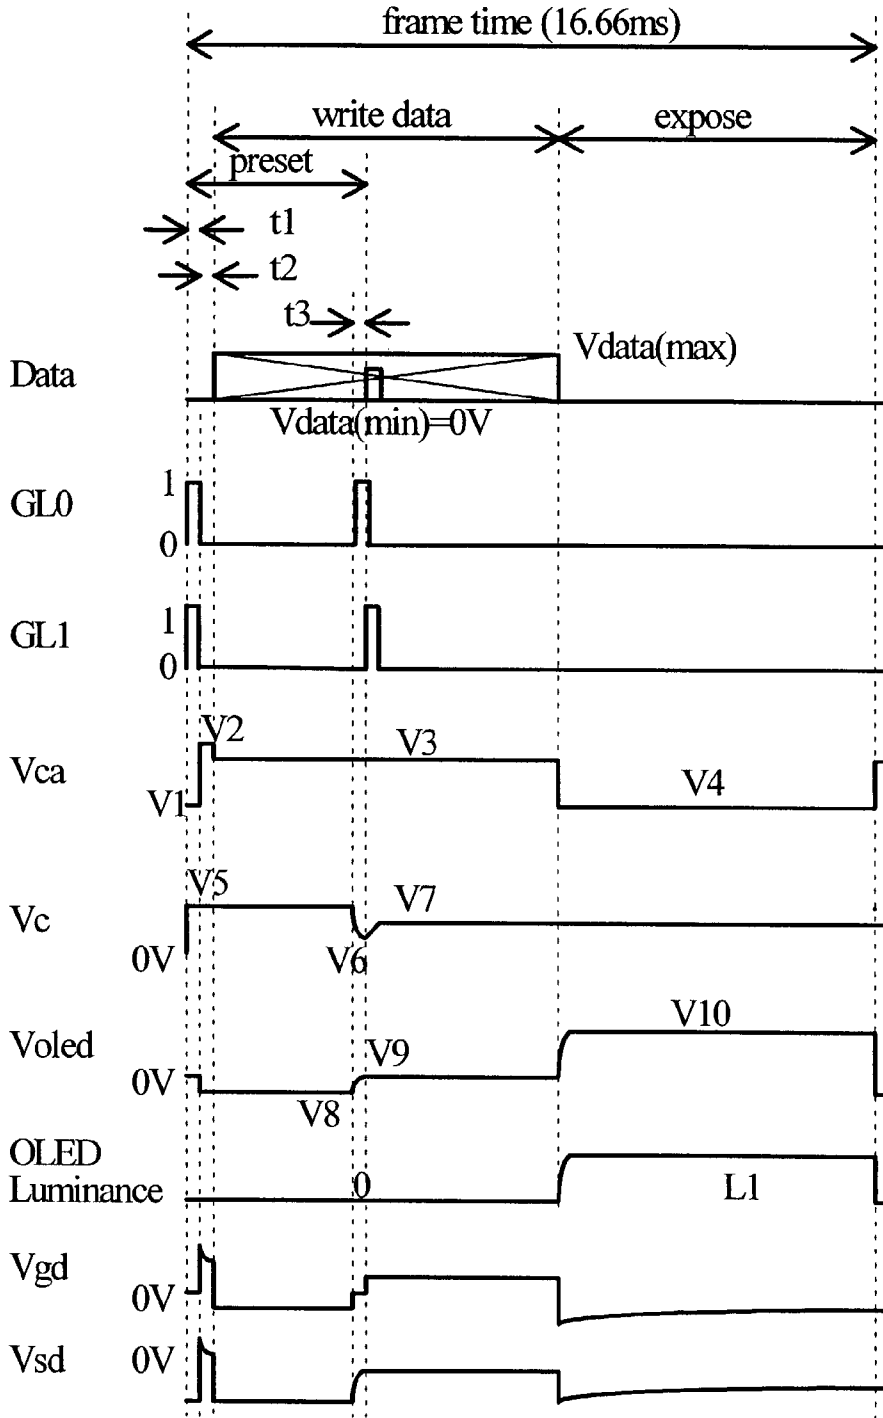 frame time (16.66ms)
write data
expose
preset
t1
t2
t3
Vdata(max)
Data
Vdata(min)=0V
1
GL0
0
1
GL1
0
V2
V3
Vca
V4
V1
V5
V7
Vc
0V
V6
V10
Voled
V9
0V
V8
OLED
Luminance
0
L1
Vgd
0V
Vsd
0V